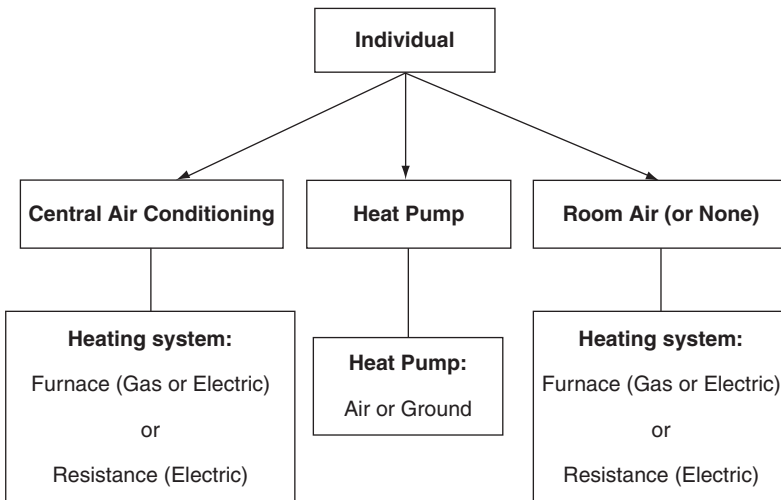 Individual
Central Air Conditioning
Heat Pump
Room Air (or None)
Heating system:
Furnace (Gas or Electric)
or
Resistance (Electric)
Heat Pump:
Air or Ground
Heating system:
Furnace (Gas or Electric)
or
Resistance (Electric)